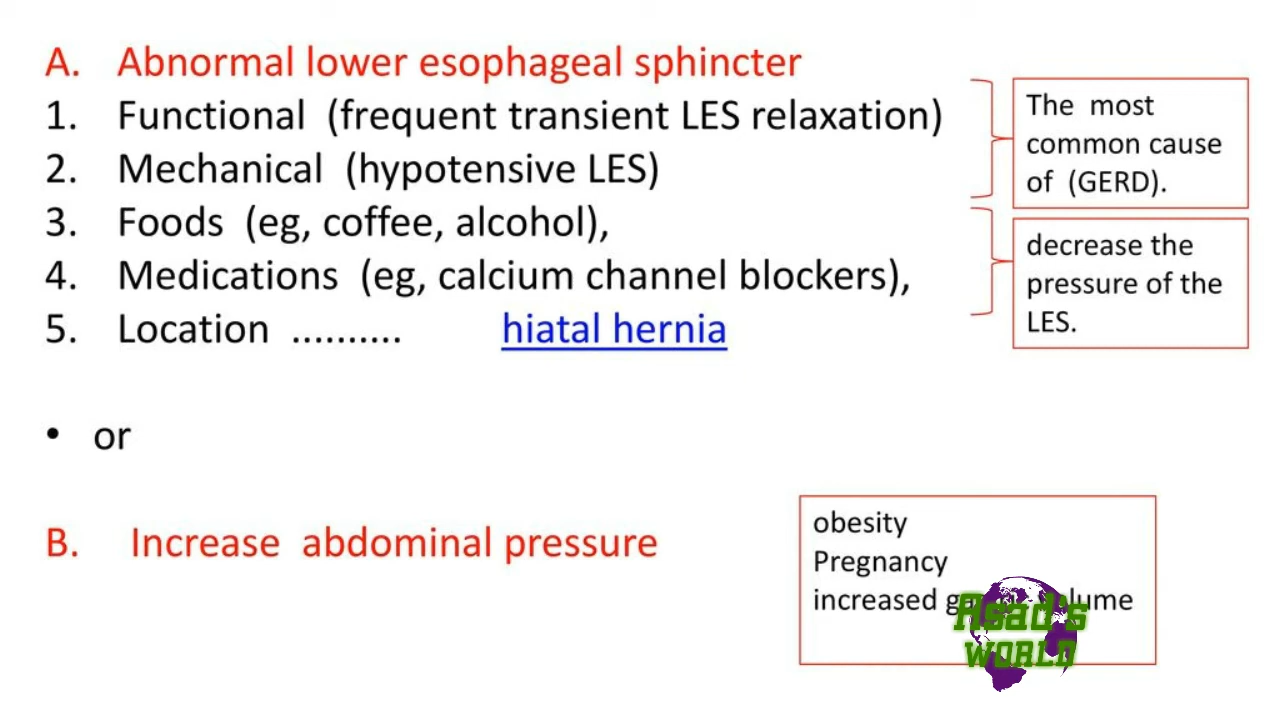 A. Abnormal lower esophageal sphincter
1. Functional (frequent transient LES relaxation)
2. Mechanical (hypotensive LES)
3. Foods (eg, coffee, alcohol),
4. Medications (eg, calcium channel blockers),
5. Location .......... hiatal hernia
The most
common cause
of (GERD).
decrease the
pressure of the
LES.
• or
B. Increase abdominal pressure
obesity
Pregnancy
increased
Asad's
WORLD